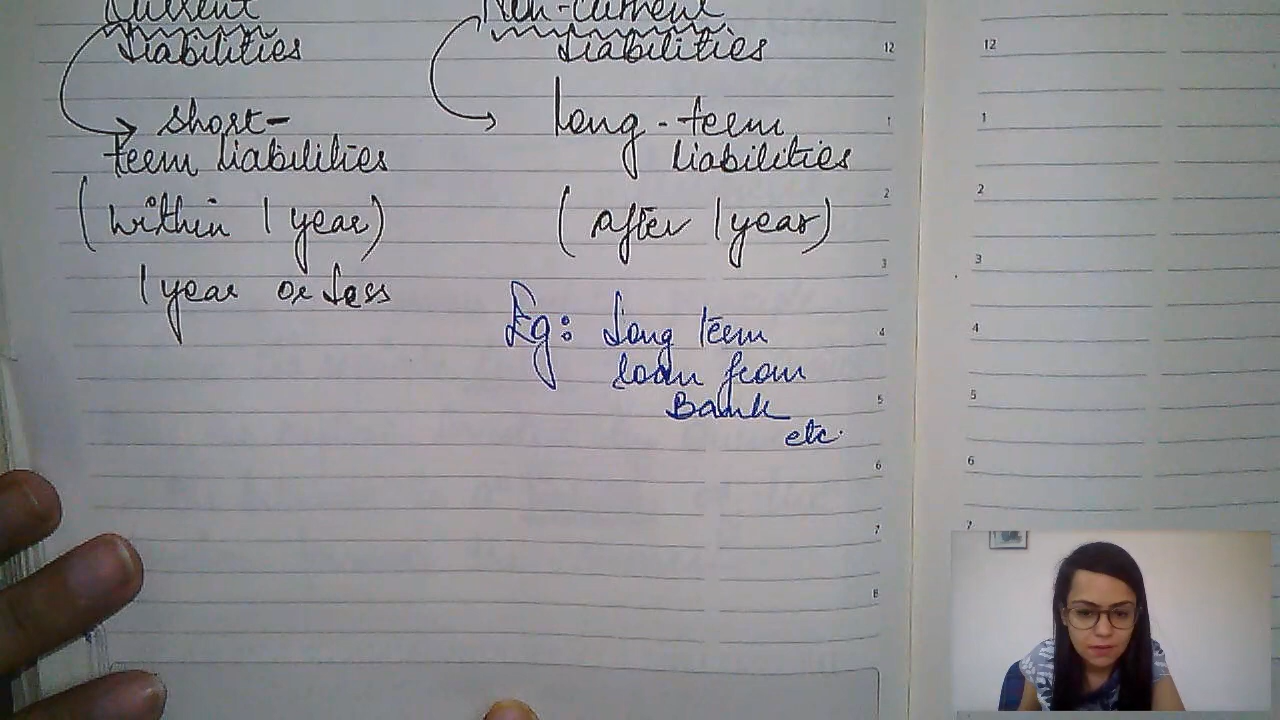 Current
Liabilities
short-
term liabilities
(within 1 year)
1 year or less
Non-Current
Liabilities
long-term
liabilities
(after 1 year)
Eg: Long term
loan from
Bank
etc.
12
1
2
3
4
5
6
7
8
12
1
2
3
4
5
6
7